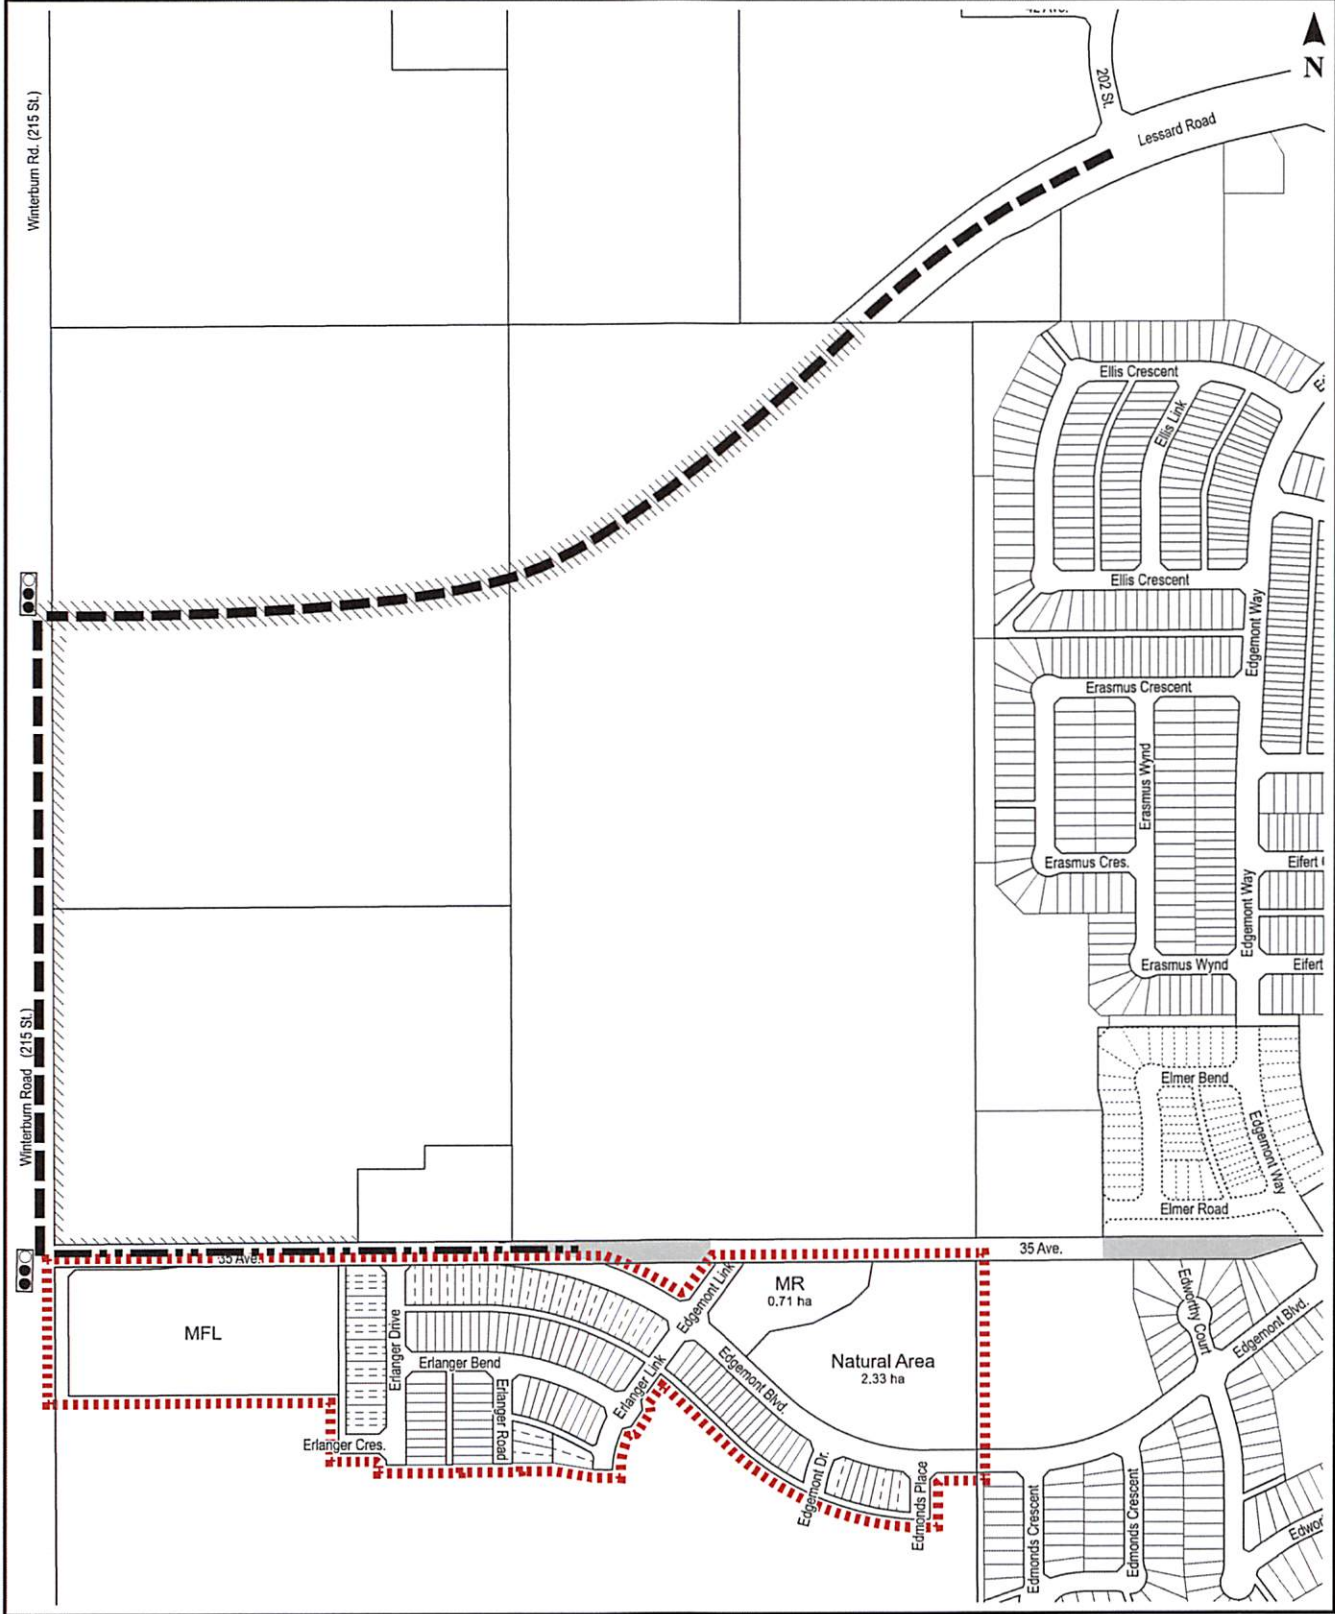 42 Ave.
N
202 St.
Lessard Road
Winterburn Rd. (215 St.)
Ellis Crescent
Ellis Link
Ellis Crescent
Edgemont Way
Erasmus Crescent
Erasmus Wynd
Erasmus Cres.
Eifert
Edgemont Way
Erasmus Wynd
Eifert
Winterburn Road (215 St.)
Elmer Bend
Edgemont Way
Elmer Road
35 Ave.
35 Ave.
Edgemont Link
MR
0.71 ha
Edworthy Court
Edgemont Blvd.
MFL
Erlanger Drive
Erlanger Bend
Erlanger Link
Edgemont Blvd.
Natural Area
2.33 ha
Erlanger Road
Erlanger Cres.
Edgemont Dr.
Edmonds Place
Edmonds Crescent
Edmonds Crescent
Edwor